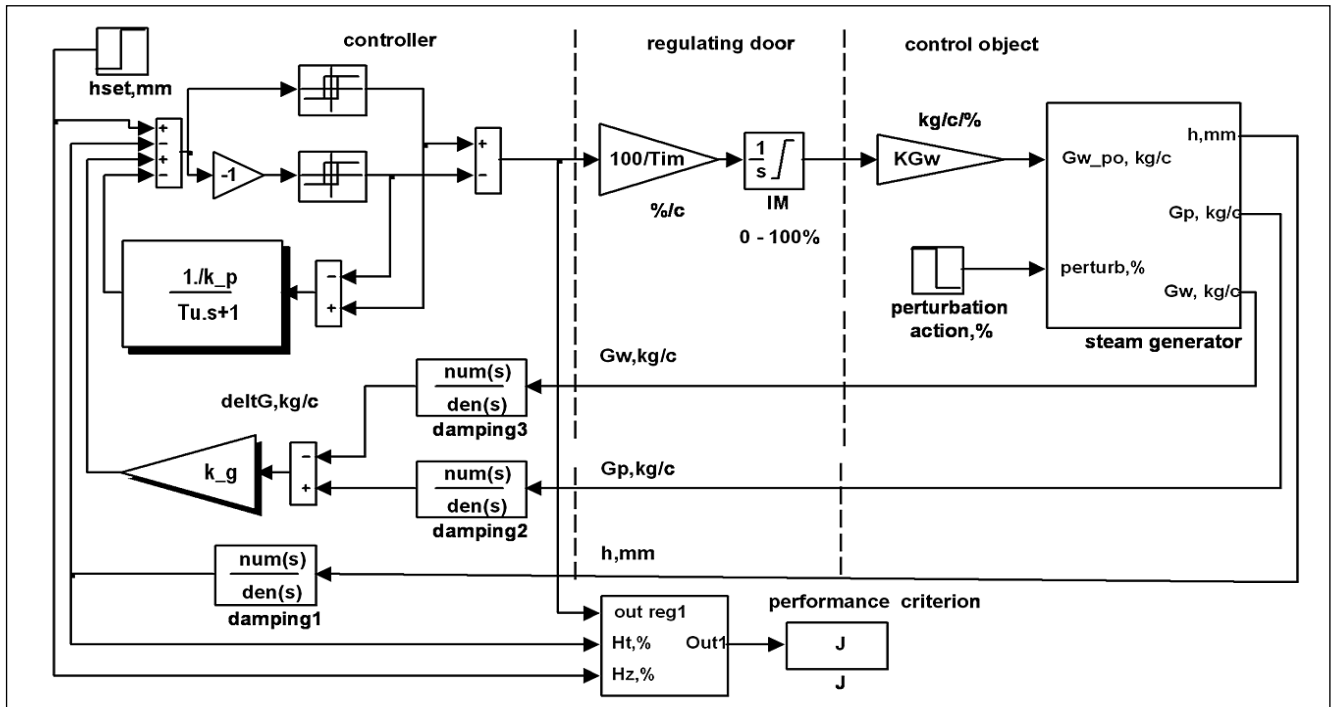 controller
regulating door
control object
hset,mm
kg/c/%
h,mm
+
−
+
−
-1
+
−
100/Tim
1
s
KGw
Gw_po, kg/c
%/c
IM
0 - 100%
Gp, kg/c
1./k_p
Tu.s+1
−
+
perturb,%
Gw, kg/c
perturbation
action,%
steam generator
Gw,kg/c
num(s)
den(s)
damping3
deltG,kg/c
k_g
−
+
Gp,kg/c
num(s)
den(s)
damping2
h,mm
num(s)
den(s)
damping1
performance criterion
out reg1
Ht,%
Out1
Hz,%
J
J